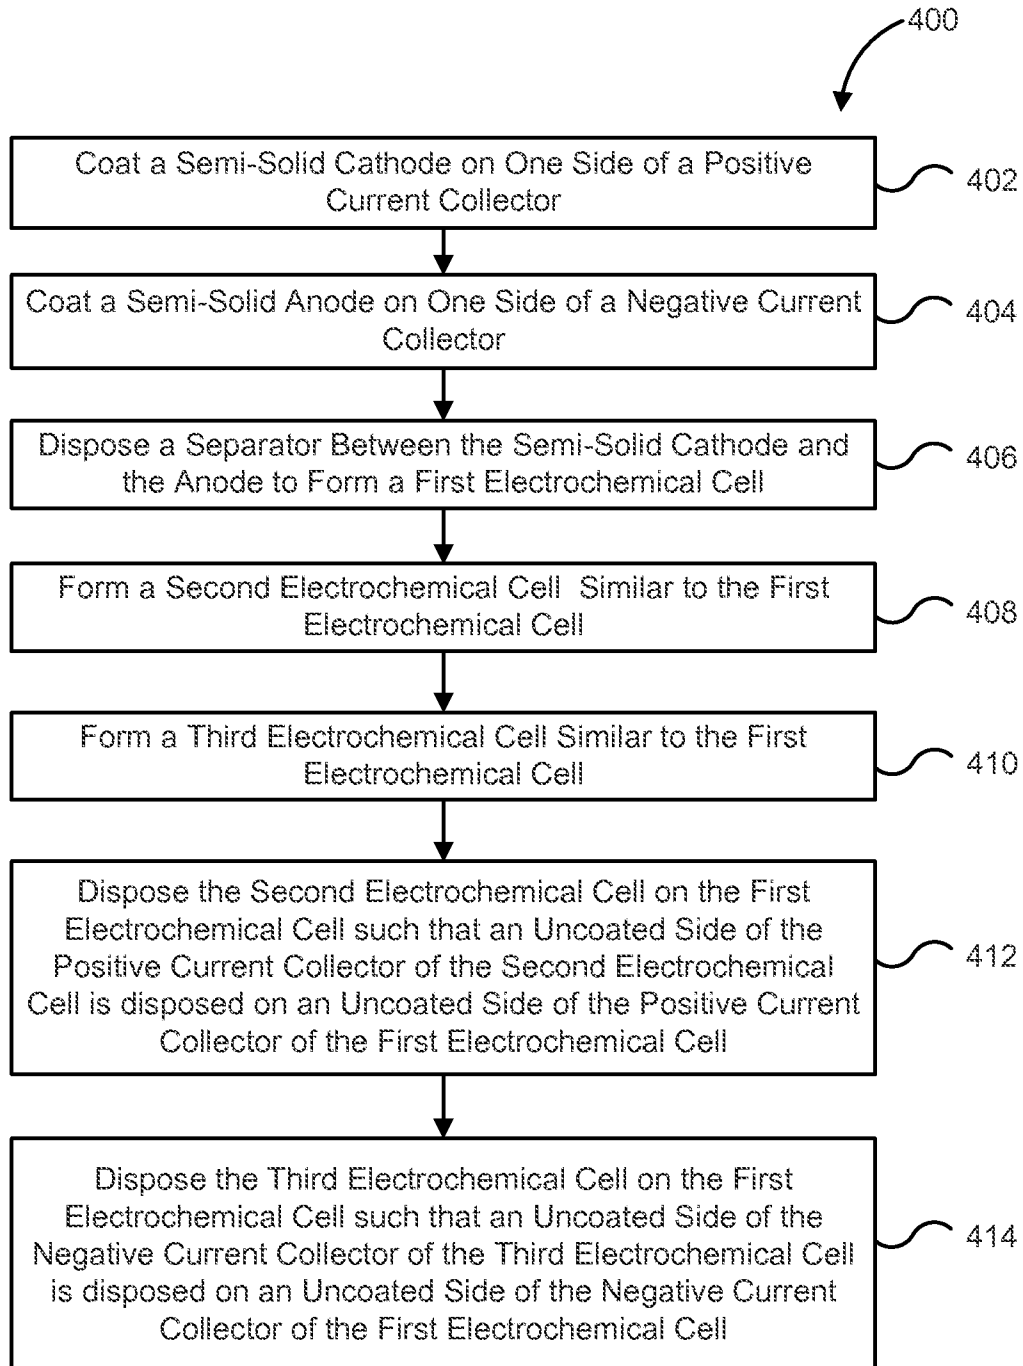 400
Coat a Semi-Solid Cathode on One Side of a Positive
Current Collector
402
Coat a Semi-Solid Anode on One Side of a Negative Current
Collector
404
Dispose a Separator Between the Semi-Solid Cathode and
the Anode to Form a First Electrochemical Cell
406
Form a Second Electrochemical Cell Similar to the First
Electrochemical Cell
408
Form a Third Electrochemical Cell Similar to the First
Electrochemical Cell
410
Dispose the Second Electrochemical Cell on the First
Electrochemical Cell such that an Uncoated Side of the
Positive Current Collector of the Second Electrochemical
Cell is disposed on an Uncoated Side of the Positive Current
Collector of the First Electrochemical Cell
412
Dispose the Third Electrochemical Cell on the First
Electrochemical Cell such that an Uncoated Side of the
Negative Current Collector of the Third Electrochemical Cell
is disposed on an Uncoated Side of the Negative Current
Collector of the First Electrochemical Cell
414